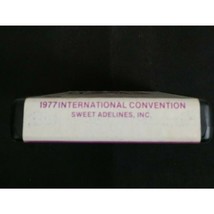 1977 INTERNATIONAL CONVENTION
SWEET ADELINES, INC.